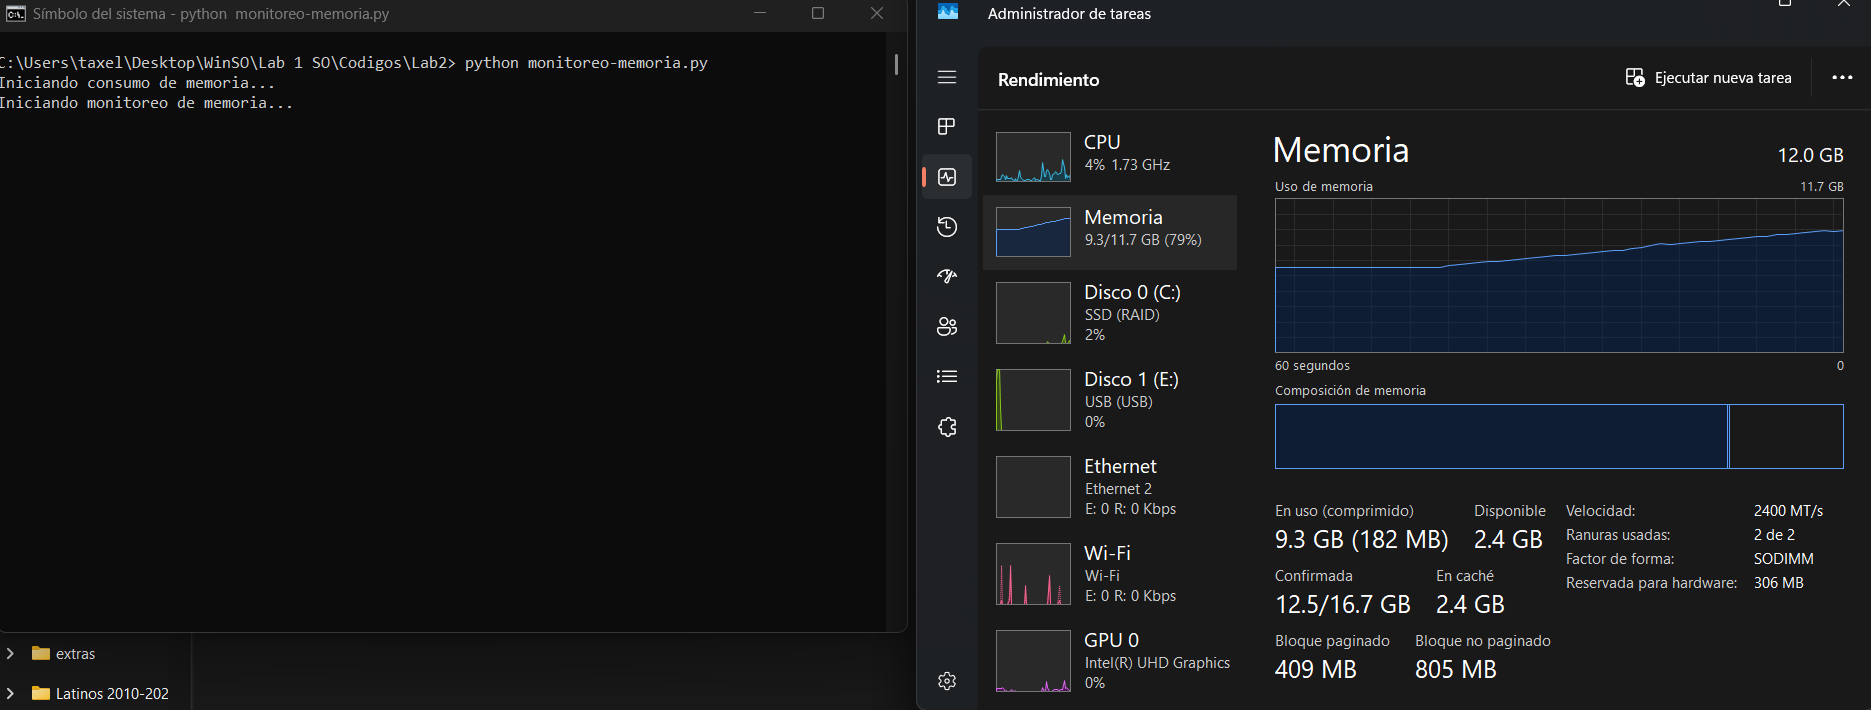 Símbolo del sistema - python  monitoreo-memoria.py
C:\Users\taxel\Desktop\WinSO\Lab 1 SO\Codigos\Lab2> python monitoreo-memoria.py
Iniciando consumo de memoria...
Iniciando monitoreo de memoria...
extras
Latinos 2010-202
Administrador de tareas
Rendimiento
Ejecutar nueva tarea
CPU
4% 1.73 GHz
Memoria
9.3/11.7 GB (79%)
Disco 0 (C:)
SSD (RAID)
2%
Disco 1 (E:)
USB (USB)
0%
Ethernet
Ethernet 2
E: 0 R: 0 Kbps
Wi-Fi
Wi-Fi
E: 0 R: 0 Kbps
GPU 0
Intel(R) UHD Graphics
0%
Memoria
12.0 GB
Uso de memoria
11.7 GB
60 segundos
0
Composición de memoria
En uso (comprimido)
9.3 GB (182 MB)
Disponible
2.4 GB
Confirmada
12.5/16.7 GB
En caché
2.4 GB
Bloque paginado
409 MB
Bloque no paginado
805 MB
Velocidad: 2400 MT/s
Ranuras usadas: 2 de 2
Factor de forma: SODIMM
Reservada para hardware: 306 MB